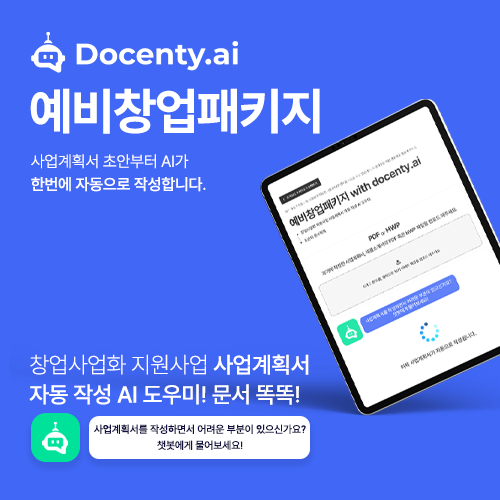 Docenty.ai
예비창업패키지
사업계획서 초안부터 AI가
한번에 자동으로 작성합니다.
예비창업패키지 with docenty.ai
PDF or HWP
창업사업화 지원사업 사업계획서
자동 작성 AI 도우미! 문서 똑똑!
사업계획서를 작성하면서 어려운 부분이 있으신가요?
챗봇에게 물어보세요!